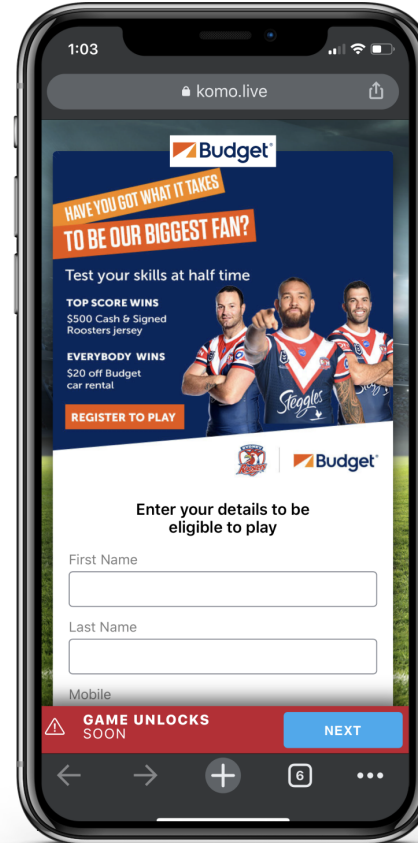 1:03
komo.live
Budget
HAVE YOU GOT WHAT IT TAKES
TO BE OUR BIGGEST FAN?
Test your skills at half time
TOP SCORE WINS
$500 Cash & Signed
Roosters jersey
EVERYBODY WINS
$20 off Budget
car rental
Steggles
REGISTER TO PLAY
Budget
Enter your details to be
eligible to play
First Name
Last Name
Mobile
GAME UNLOCKS
SOON
NEXT
6